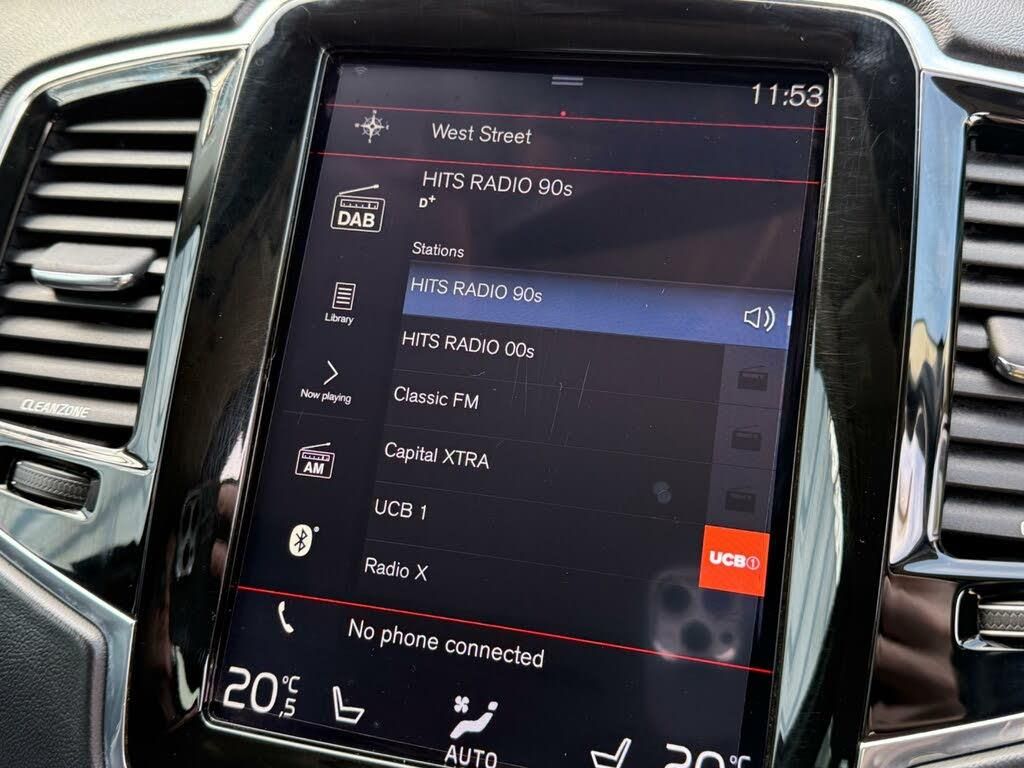 11:53
West Street
HITS RADIO 90s
D+
DAB
Stations
HITS RADIO 90s
Library
HITS RADIO 00s
Now playing
Classic FM
CLEANZONE
AM
Capital XTRA
UCB 1
UCB1
Radio X
No phone connected
20,5°C
AUTO
20°C